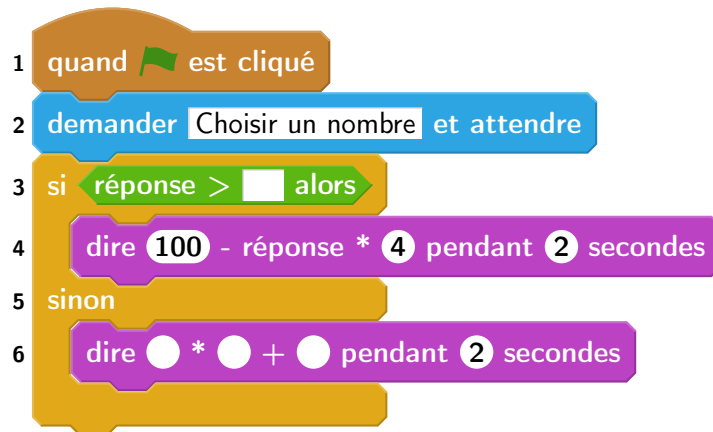 1 quand est cliqué
2 demander Choisir un nombre et attendre
3 si réponse > alors
4 dire 100 - réponse * 4 pendant 2 secondes
5 sinon
6 dire * + pendant 2 secondes